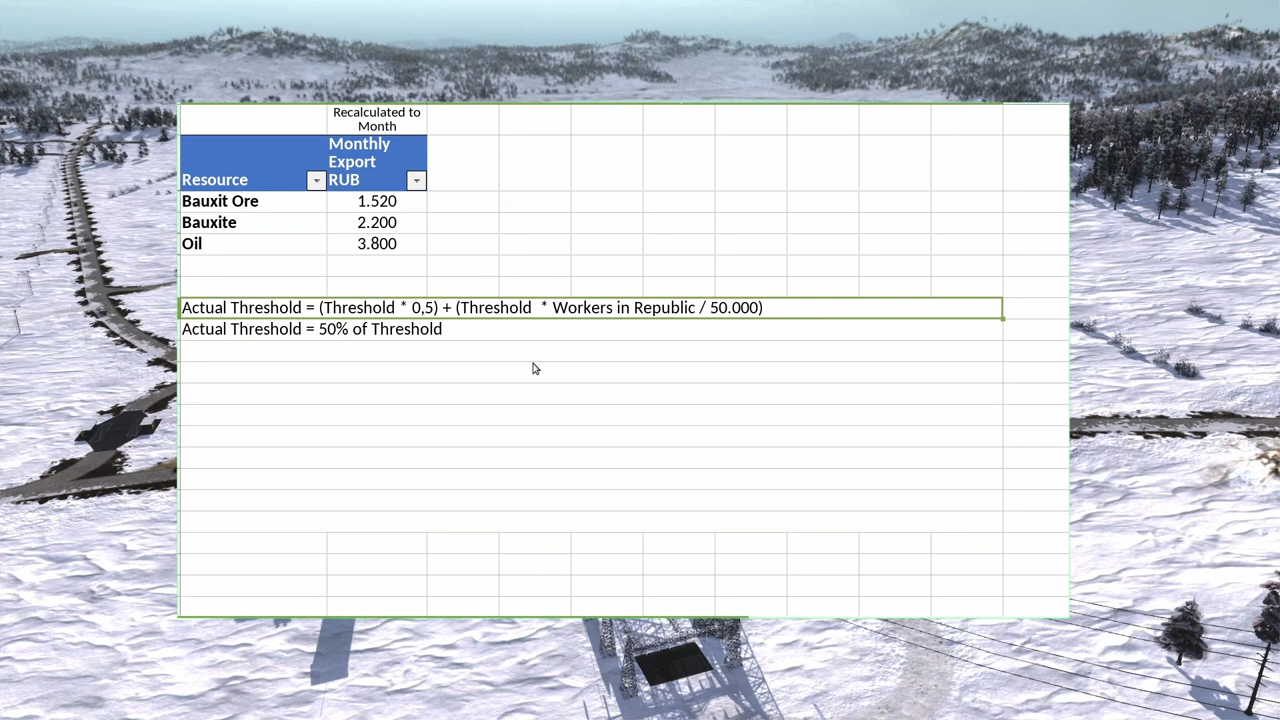 Recalculated to
Month
Monthly
Export
Resource RUB
Bauxit Ore 1.520
Bauxite 2.200
Oil 3.800
Actual Threshold = (Threshold * 0,5) + (Threshold  * Workers in Republic / 50.000)
Actual Threshold = 50% of Threshold